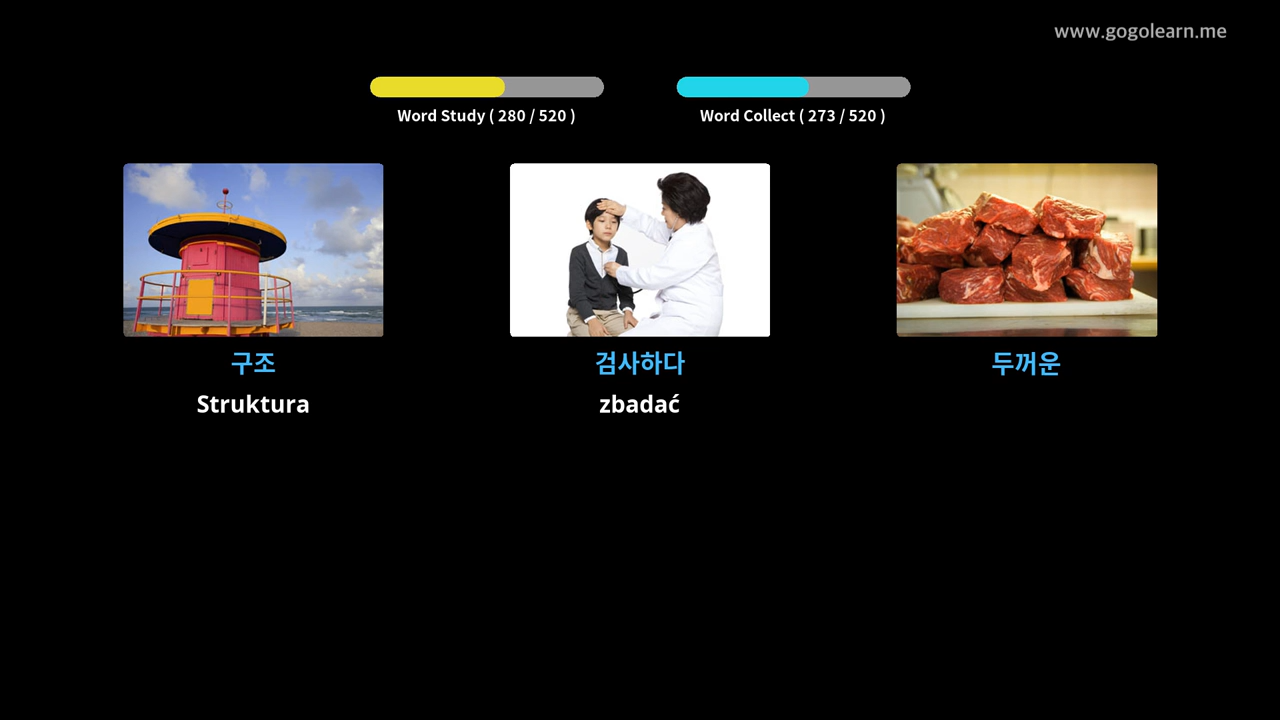 www.gogolearn.me
Word Study ( 280 / 520 )
Word Collect ( 273 / 520 )
구조
검사하다
두꺼운
Struktura
zbadać